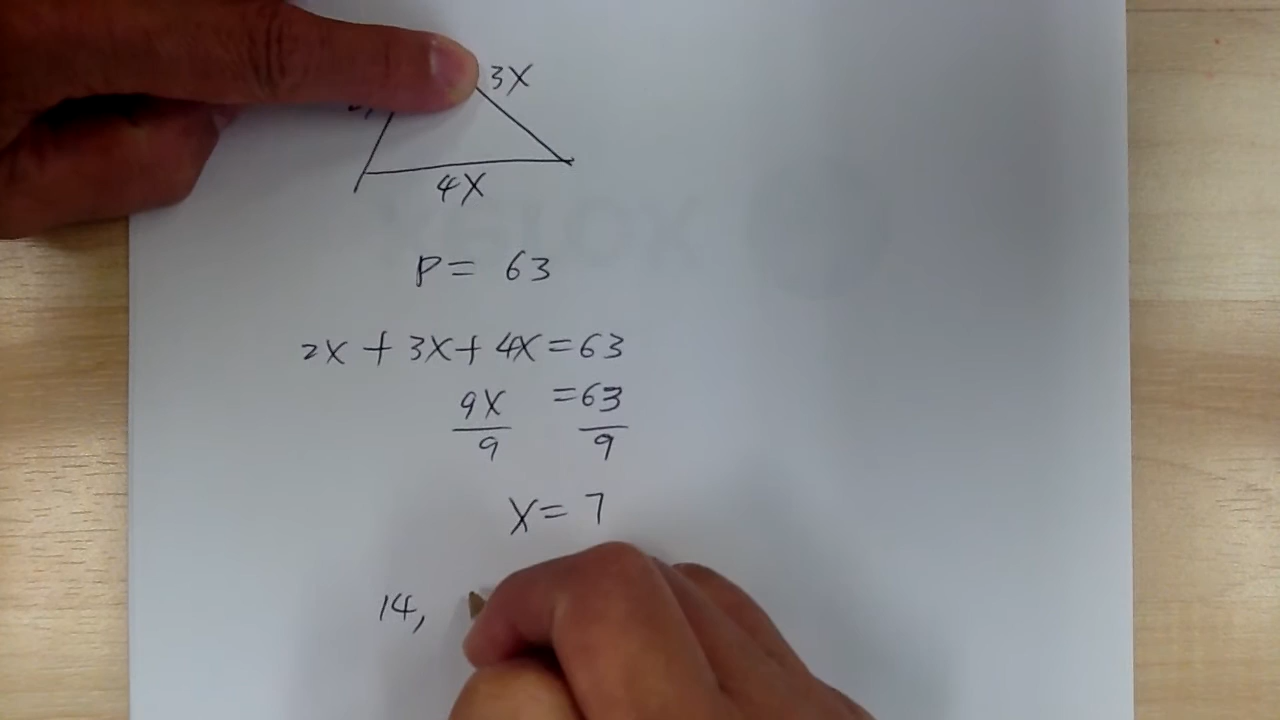 3X
4X
P = 63
2X + 3X + 4X = 63
9X = 63
9 9
X = 7
14,